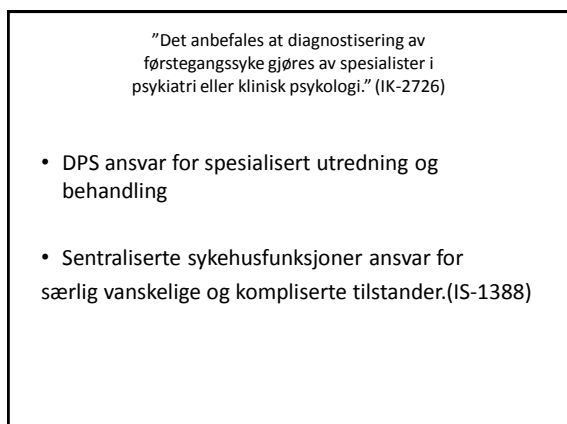 ”Det anbefales at diagnostisering av
førstegangssyke gjøres av spesialister i
psykiatri eller klinisk psykologi.” (IK-2726)
• DPS ansvar for spesialisert utredning og
behandling
• Sentraliserte sykehusfunksjoner ansvar for
særlig vanskelige og kompliserte tilstander.(IS-1388)